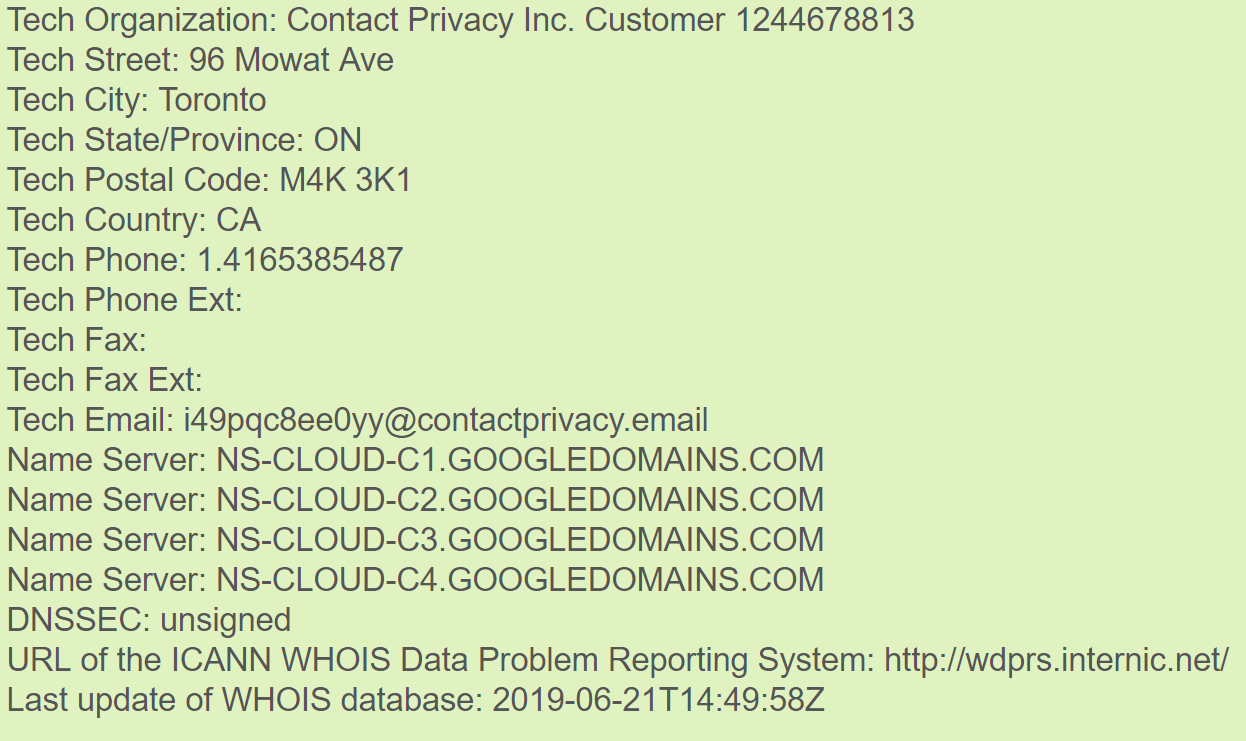 Tech Organization: Contact Privacy Inc. Customer 1244678813
Tech Street: 96 Mowat Ave
Tech City: Toronto
Tech State/Province: ON
Tech Postal Code: M4K 3K1
Tech Country: CA
Tech Phone: 1.4165385487
Tech Phone Ext:
Tech Fax:
Tech Fax Ext:
Tech Email: i49pqc8ee0yy@contactprivacy.email
Name Server: NS-CLOUD-C1.GOOGLEDOMAINS.COM
Name Server: NS-CLOUD-C2.GOOGLEDOMAINS.COM
Name Server: NS-CLOUD-C3.GOOGLEDOMAINS.COM
Name Server: NS-CLOUD-C4.GOOGLEDOMAINS.COM
DNSSEC: unsigned
URL of the ICANN WHOIS Data Problem Reporting System: http://wdprs.internic.net/
Last update of WHOIS database: 2019-06-21T14:49:58Z